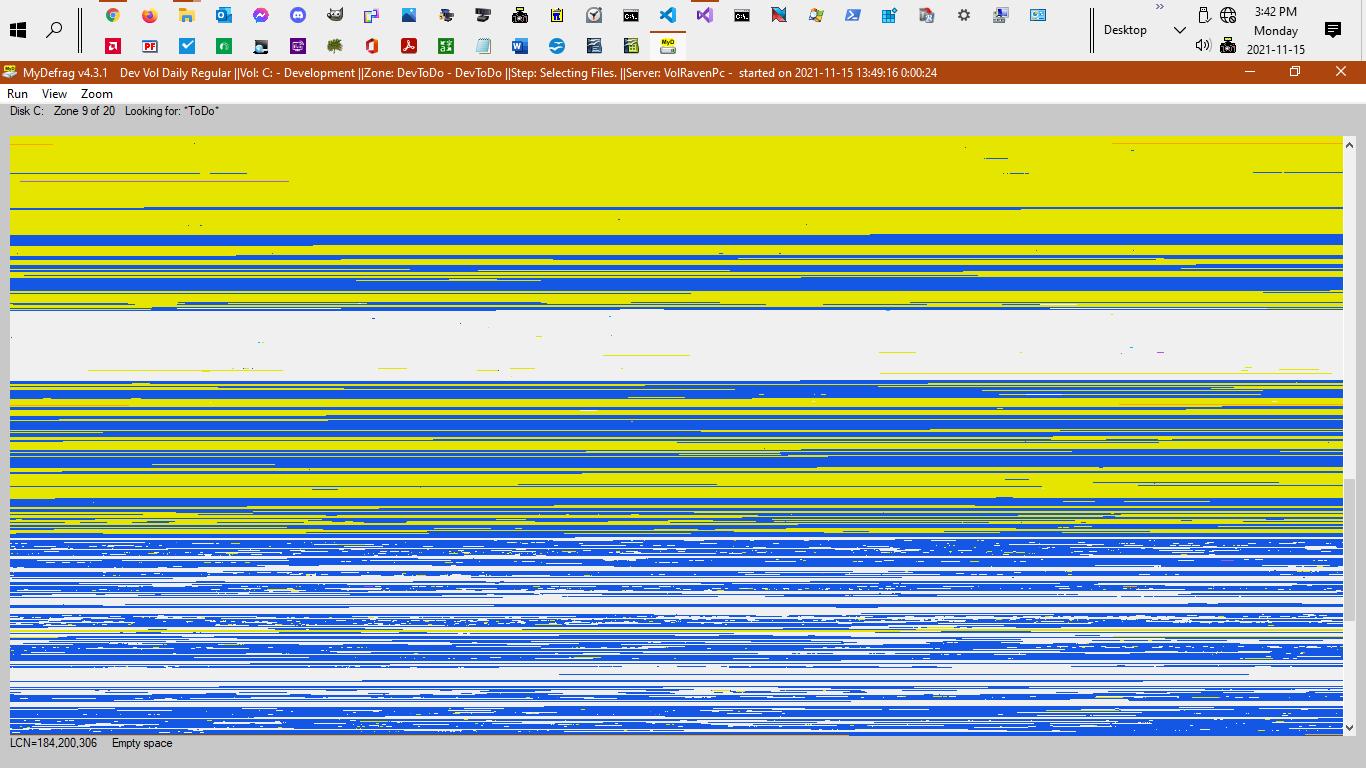 3:42 PM
Desktop
Monday
2021-11-15
MyDefrag v4.3.1    Dev Vol Daily Regular ||Vol: C: - Development ||Zone: DevToDo - DevToDo ||Step: Selecting Files. ||Server: VolRavenPc -  started on 2021-11-15 13:49:16 0:00:24
Run View Zoom
Disk C:   Zone 9 of 20   Looking for: *ToDo*
LCN=184,200,306    Empty space